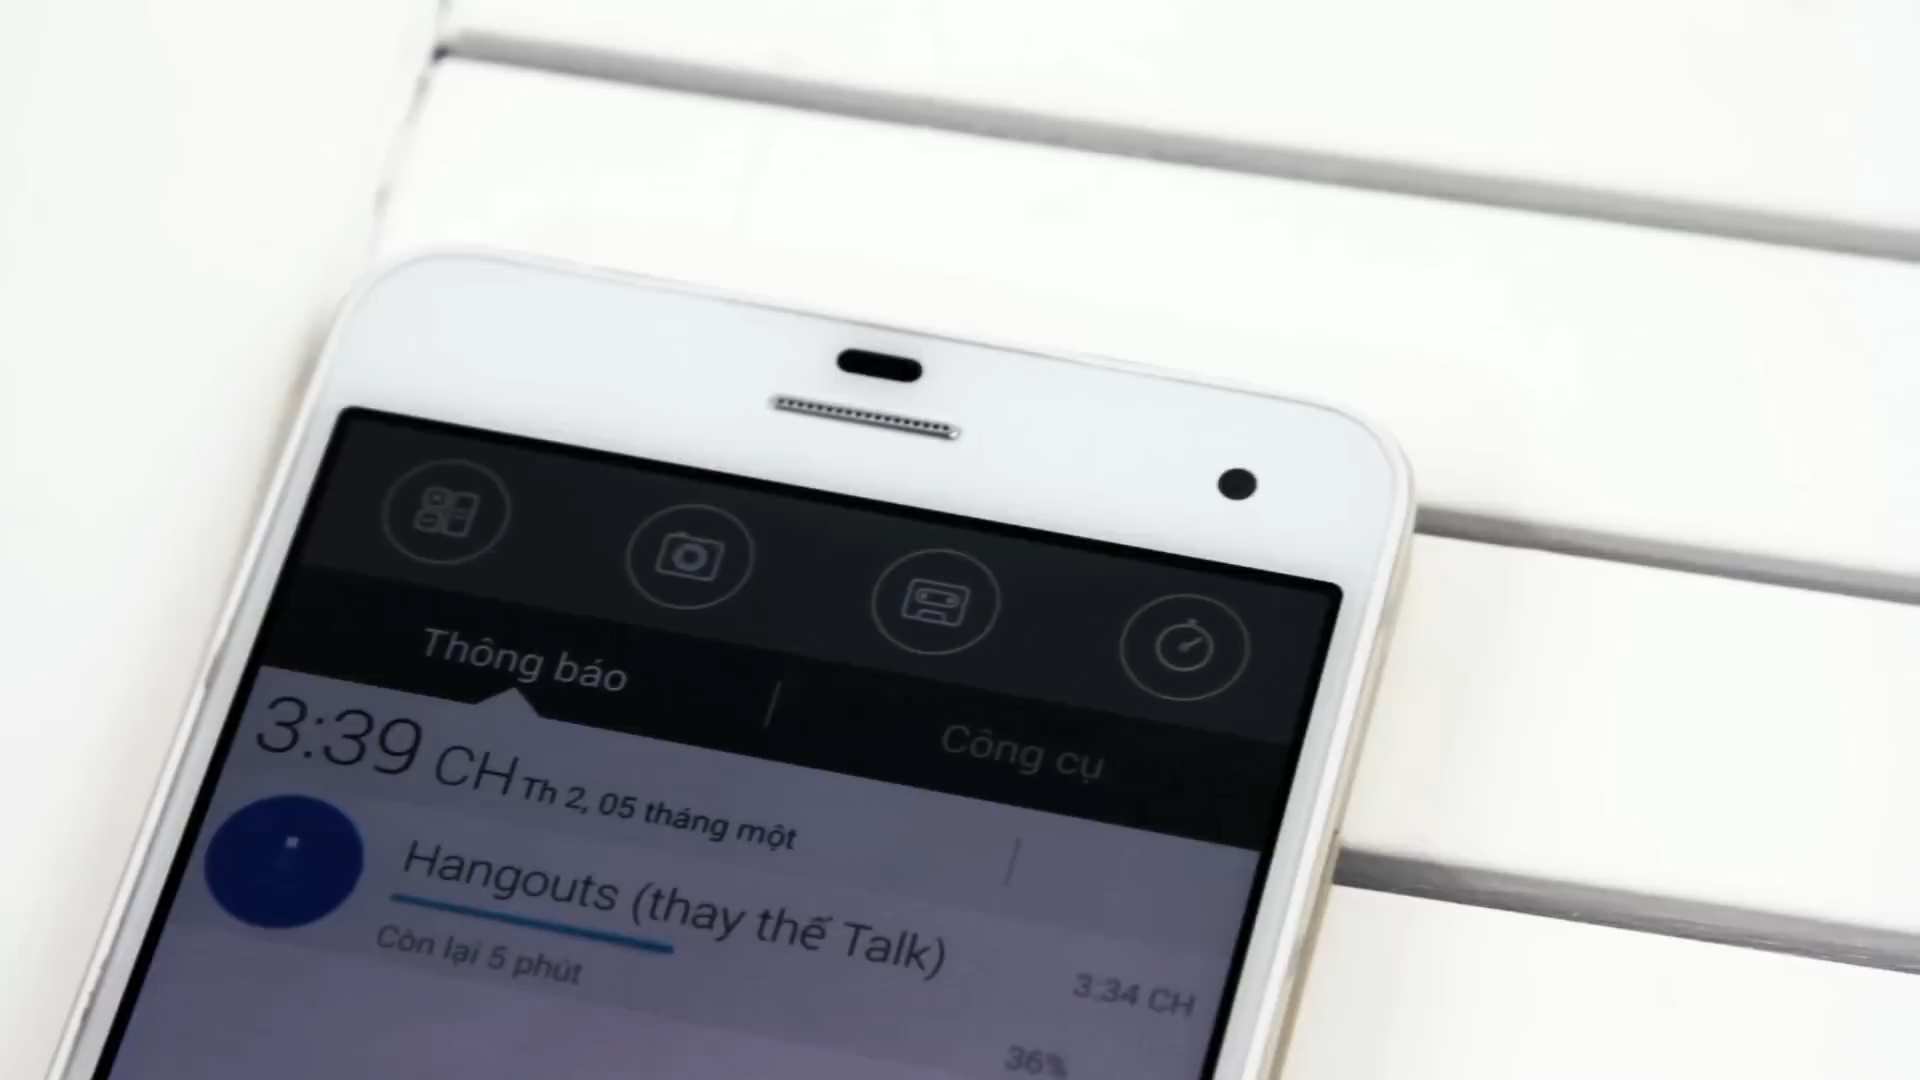 Thông báo
Công cụ
3:39 CH Th 2, 05 tháng một
Hangouts (thay thế Talk)
Còn lại 5 phút
3:34 CH
36%